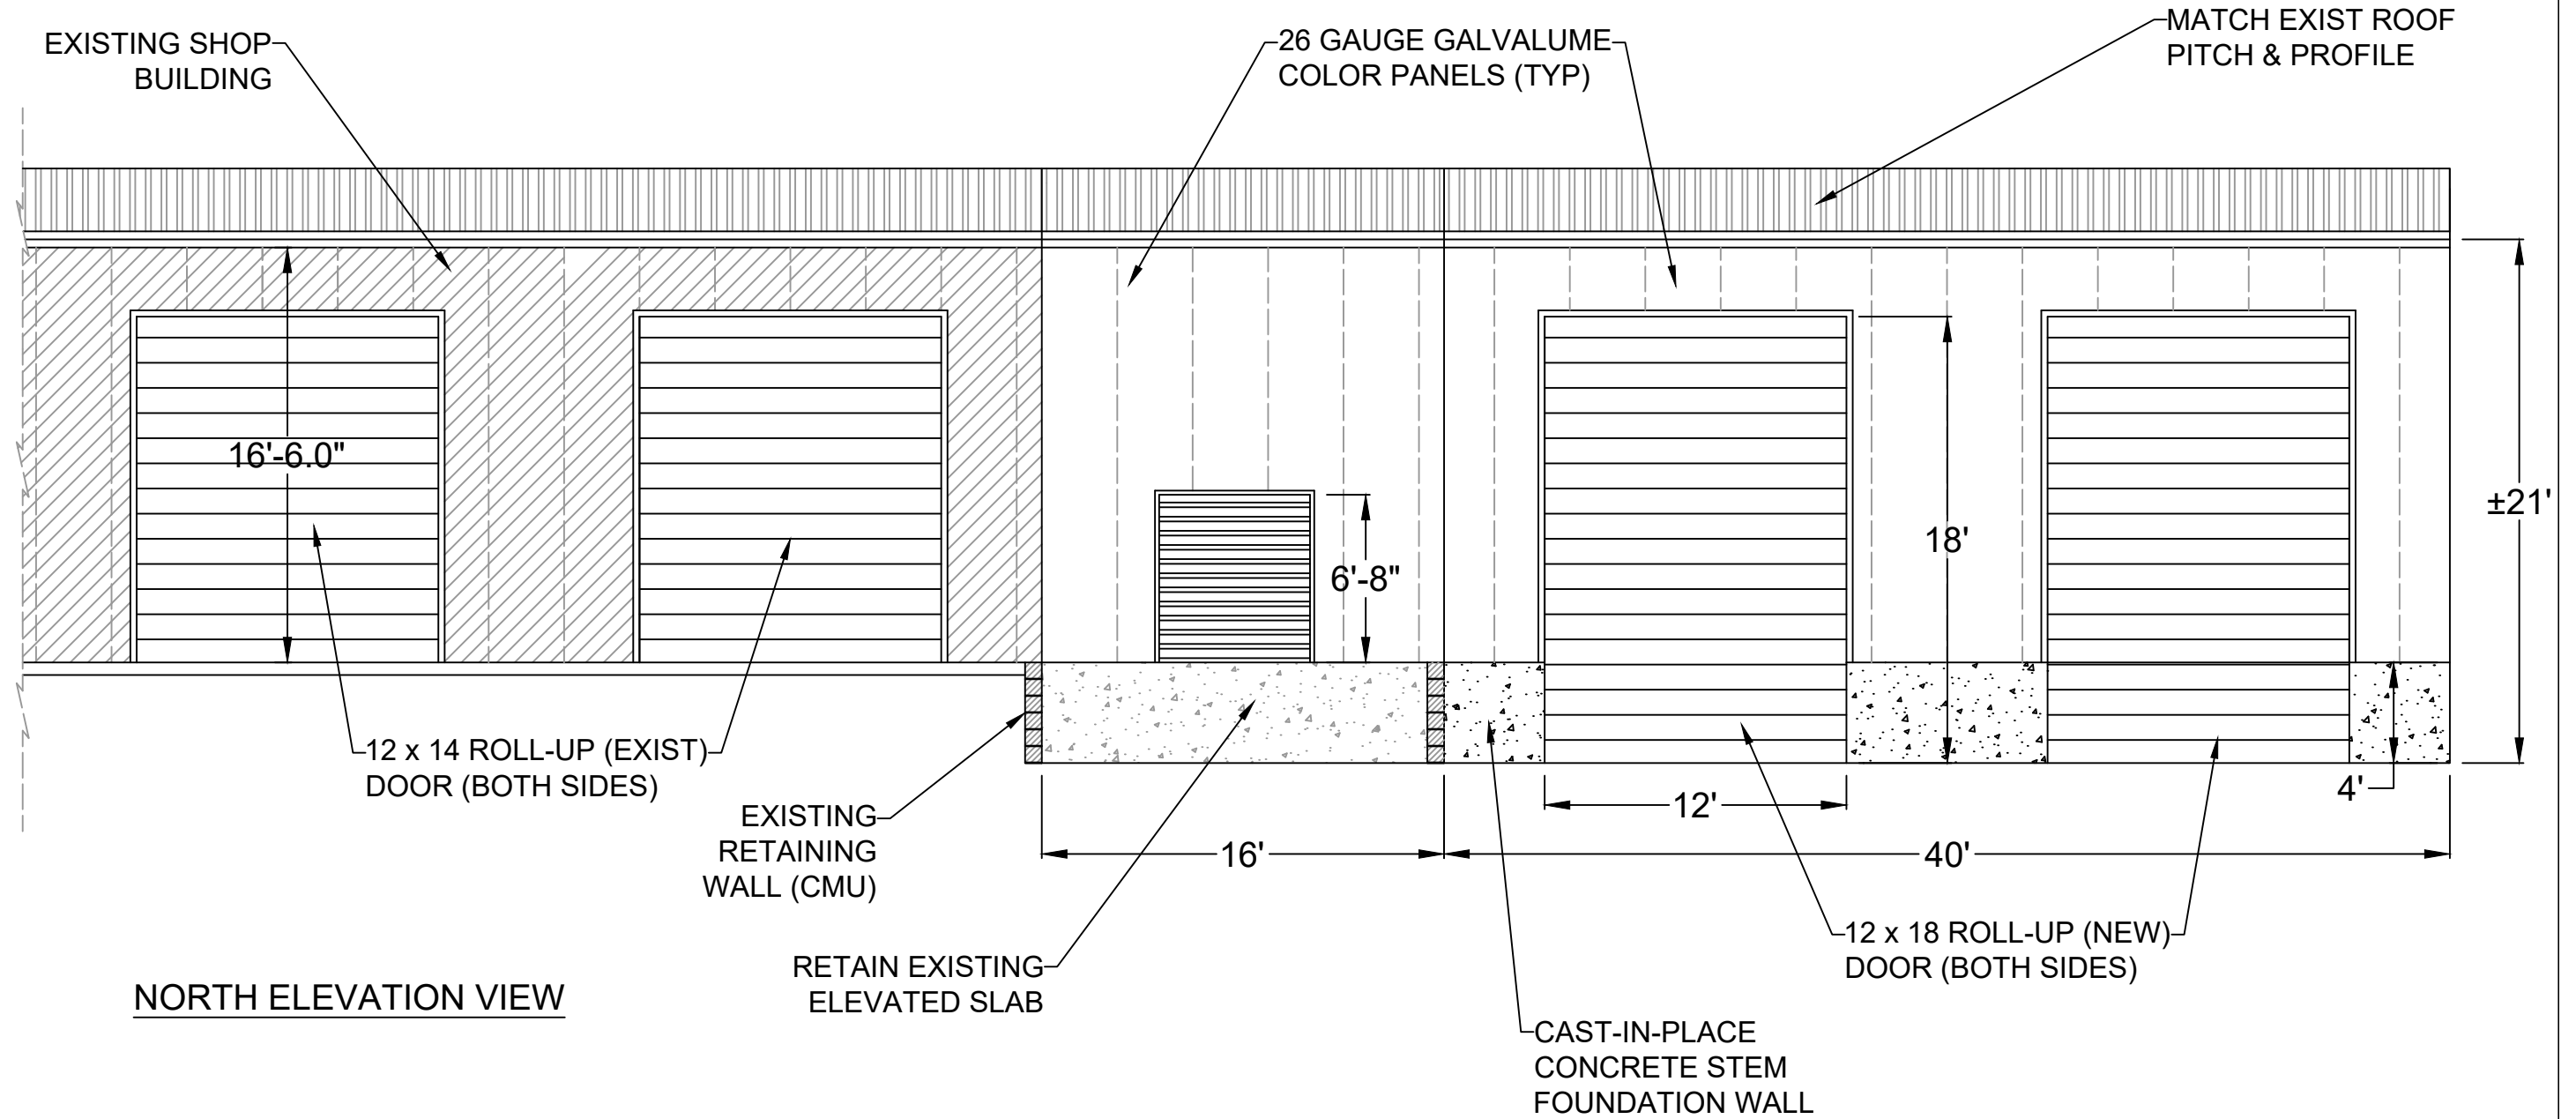 EXISTING SHOP
BUILDING
26 GAUGE GALVALUME
COLOR PANELS (TYP)
MATCH EXIST ROOF
PITCH & PROFILE
16'-6.0"
6'-8"
18'
±21'
4'
12'
16'
40'
12 x 14 ROLL-UP (EXIST)
DOOR (BOTH SIDES)
EXISTING
RETAINING
WALL (CMU)
RETAIN EXISTING
ELEVATED SLAB
12 x 18 ROLL-UP (NEW)
DOOR (BOTH SIDES)
CAST-IN-PLACE
CONCRETE STEM
FOUNDATION WALL
NORTH ELEVATION VIEW